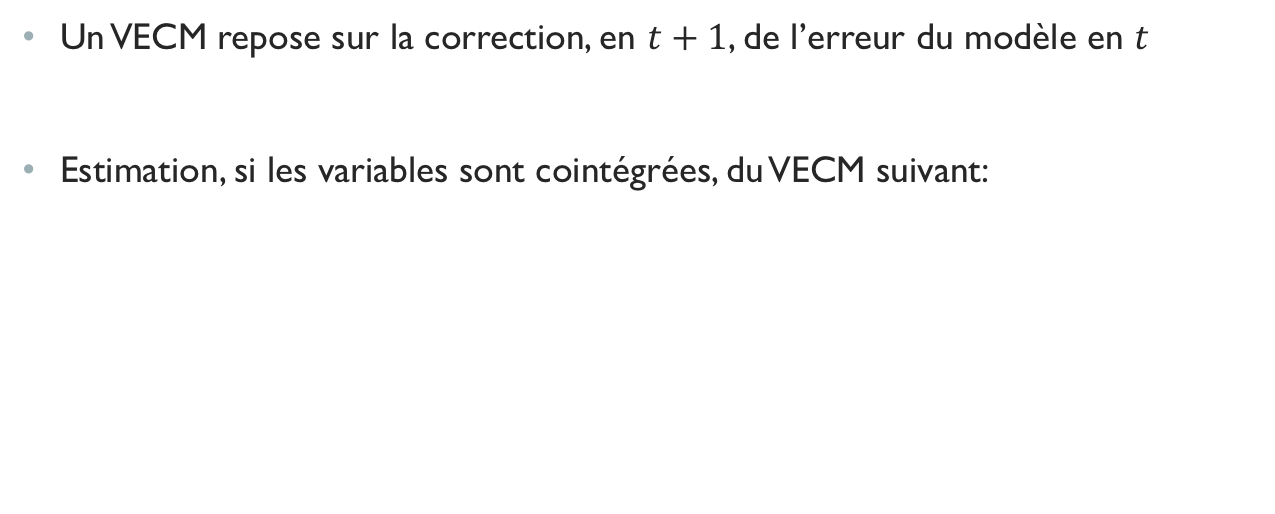 • Un VECM repose sur la correction, en t + 1, de l’erreur du modèle en t
• Estimation, si les variables sont cointégrées, du VECM suivant: